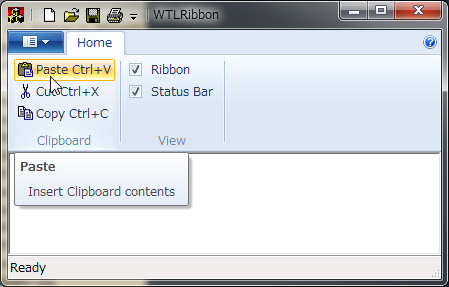 WTLRibbon
Home
Paste Ctrl+V
Cut Ctrl+X
Copy Ctrl+C
Clipboard
Ribbon
Status Bar
View
Paste
Insert Clipboard contents
Ready